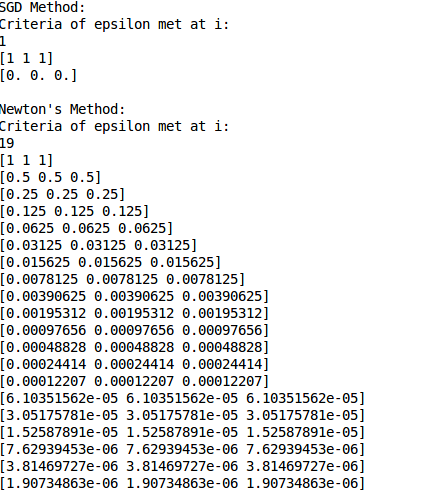 SGD Method:
Criteria of epsilon met at i:
1
[1 1 1]
[0. 0. 0.]
Newton's Method:
Criteria of epsilon met at i:
19
[1 1 1]
[0.5 0.5 0.5]
[0.25 0.25 0.25]
[0.125 0.125 0.125]
[0.0625 0.0625 0.0625]
[0.03125 0.03125 0.03125]
[0.015625 0.015625 0.015625]
[0.0078125 0.0078125 0.0078125]
[0.00390625 0.00390625 0.00390625]
[0.00195312 0.00195312 0.00195312]
[0.00097656 0.00097656 0.00097656]
[0.00048828 0.00048828 0.00048828]
[0.00024414 0.00024414 0.00024414]
[0.00012207 0.00012207 0.00012207]
[6.10351562e-05 6.10351562e-05 6.10351562e-05]
[3.05175781e-05 3.05175781e-05 3.05175781e-05]
[1.52587891e-05 1.52587891e-05 1.52587891e-05]
[7.62939453e-06 7.62939453e-06 7.62939453e-06]
[3.81469727e-06 3.81469727e-06 3.81469727e-06]
[1.90734863e-06 1.90734863e-06 1.90734863e-06]